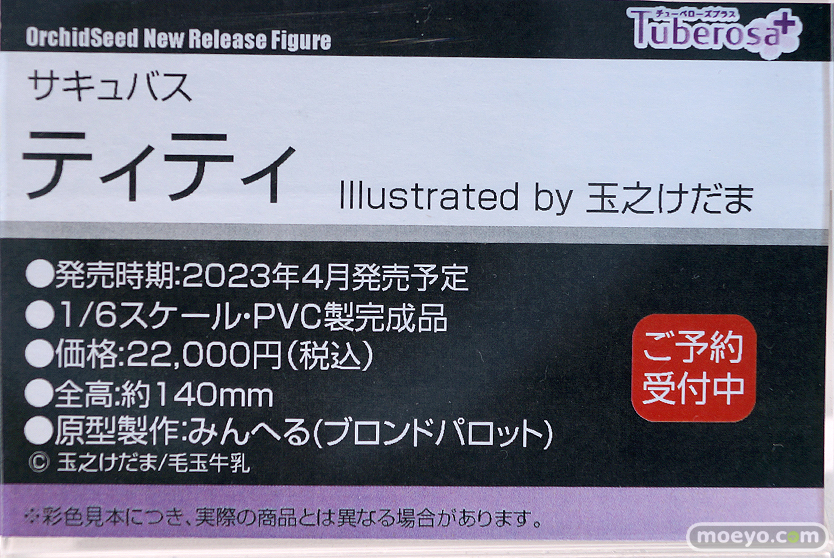 OrchidSeed New Release Figure
チューベローズプラス
Tuberosa+
サキュバス
ティティ Illustrated by 玉之けだま
●発売時期:2023年4月発売予定
●1/6スケール・PVC製完成品
●価格:22,000円(税込)
●全高:約140mm
●原型製作:みんへる(ブロンドパロット)
© 玉之けだま/毛玉牛乳
ご予約
受付中
※彩色見本につき、実際の商品とは異なる場合があります。
moeyo.com